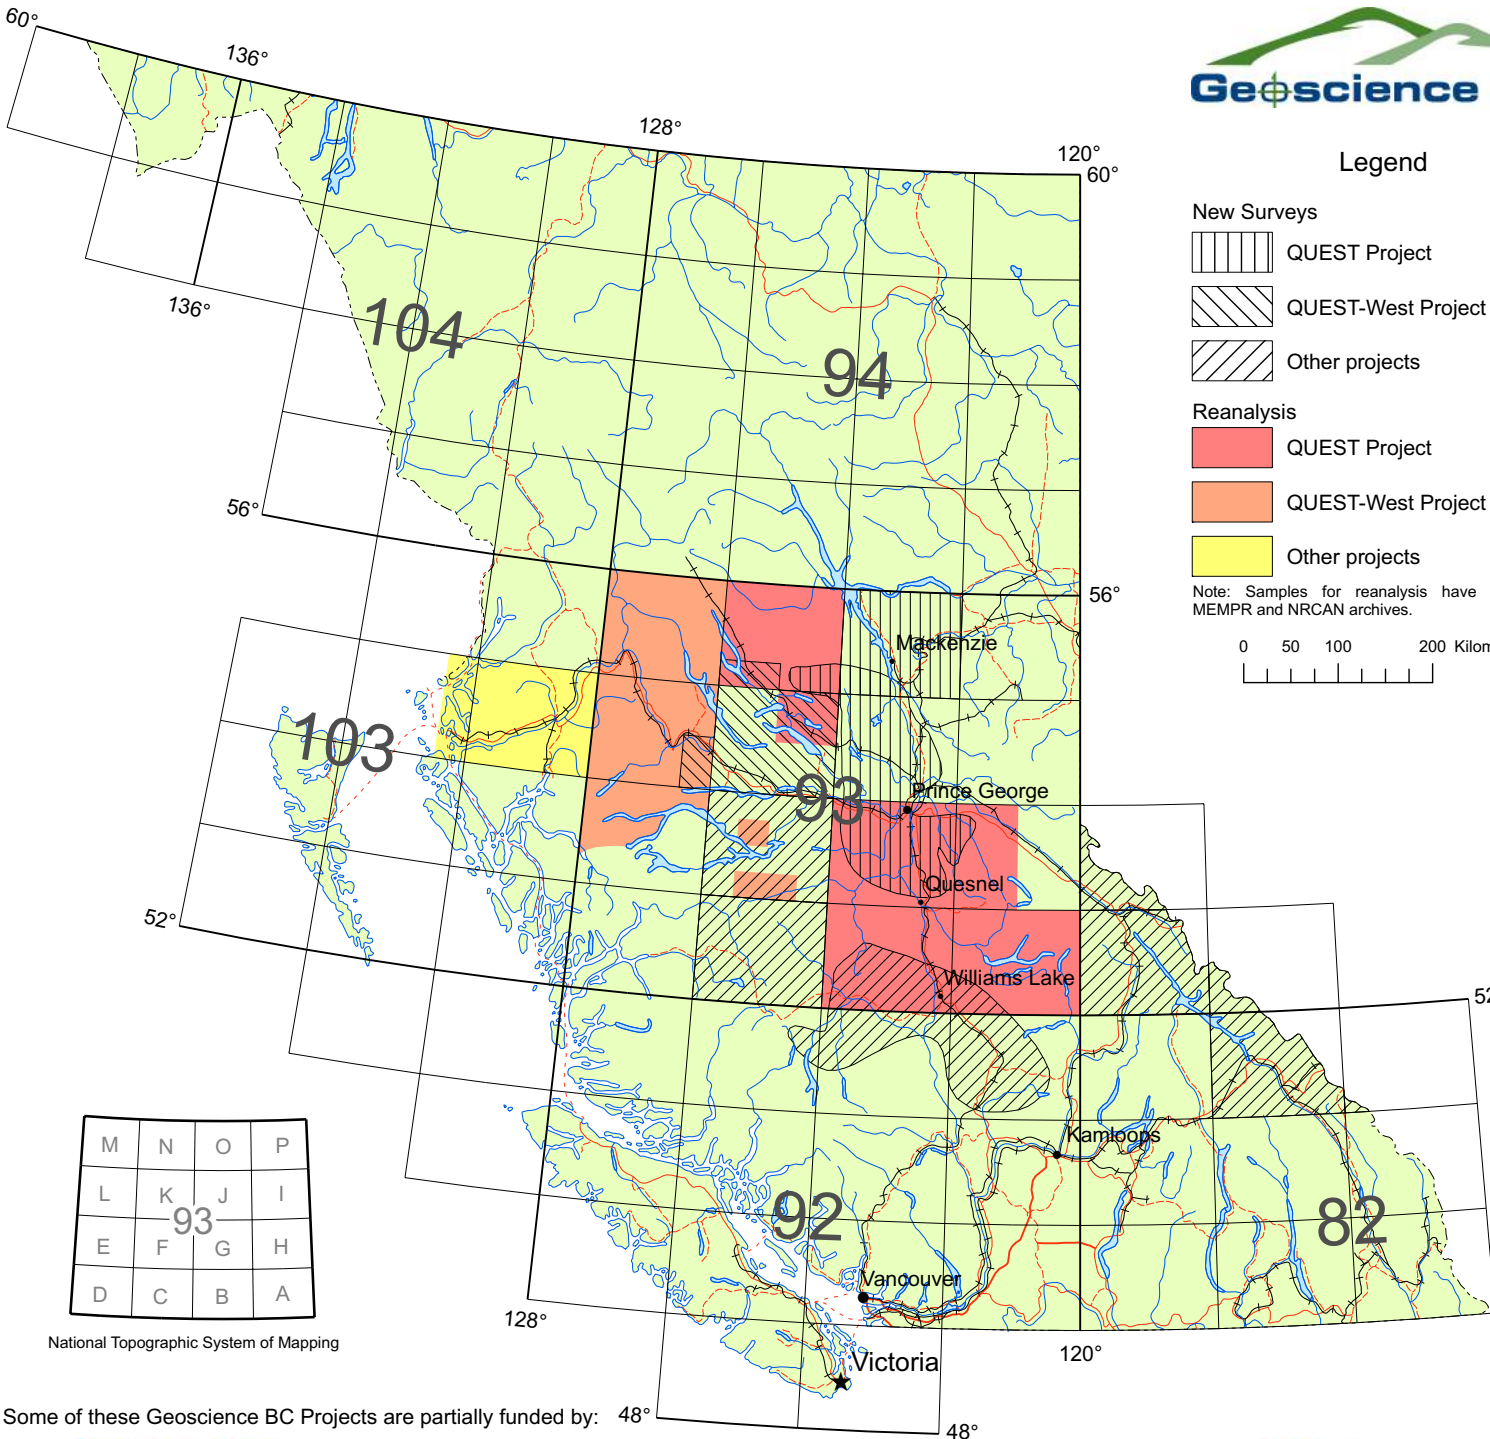 60°
136°
128°
120°
60°
Geoscience
Legend
New Surveys
QUEST Project
QUEST-West Project
Other projects
Reanalysis
QUEST Project
QUEST-West Project
Other projects
Note: Samples for reanalysis have
MEMPR and NRCAN archives.
0 50 100 200 Kilom
136°
104
94
56°
56°
Mackenzie
103
93
Prince George
Quesnel
52°
Williams Lake
52
Kamloops
92
82
Vancouver
128°
120°
Victoria
48°
48°
M N O P
L K J I
93
E F G H
D C B A
National Topographic System of Mapping
Some of these Geoscience BC Projects are partially funded by: